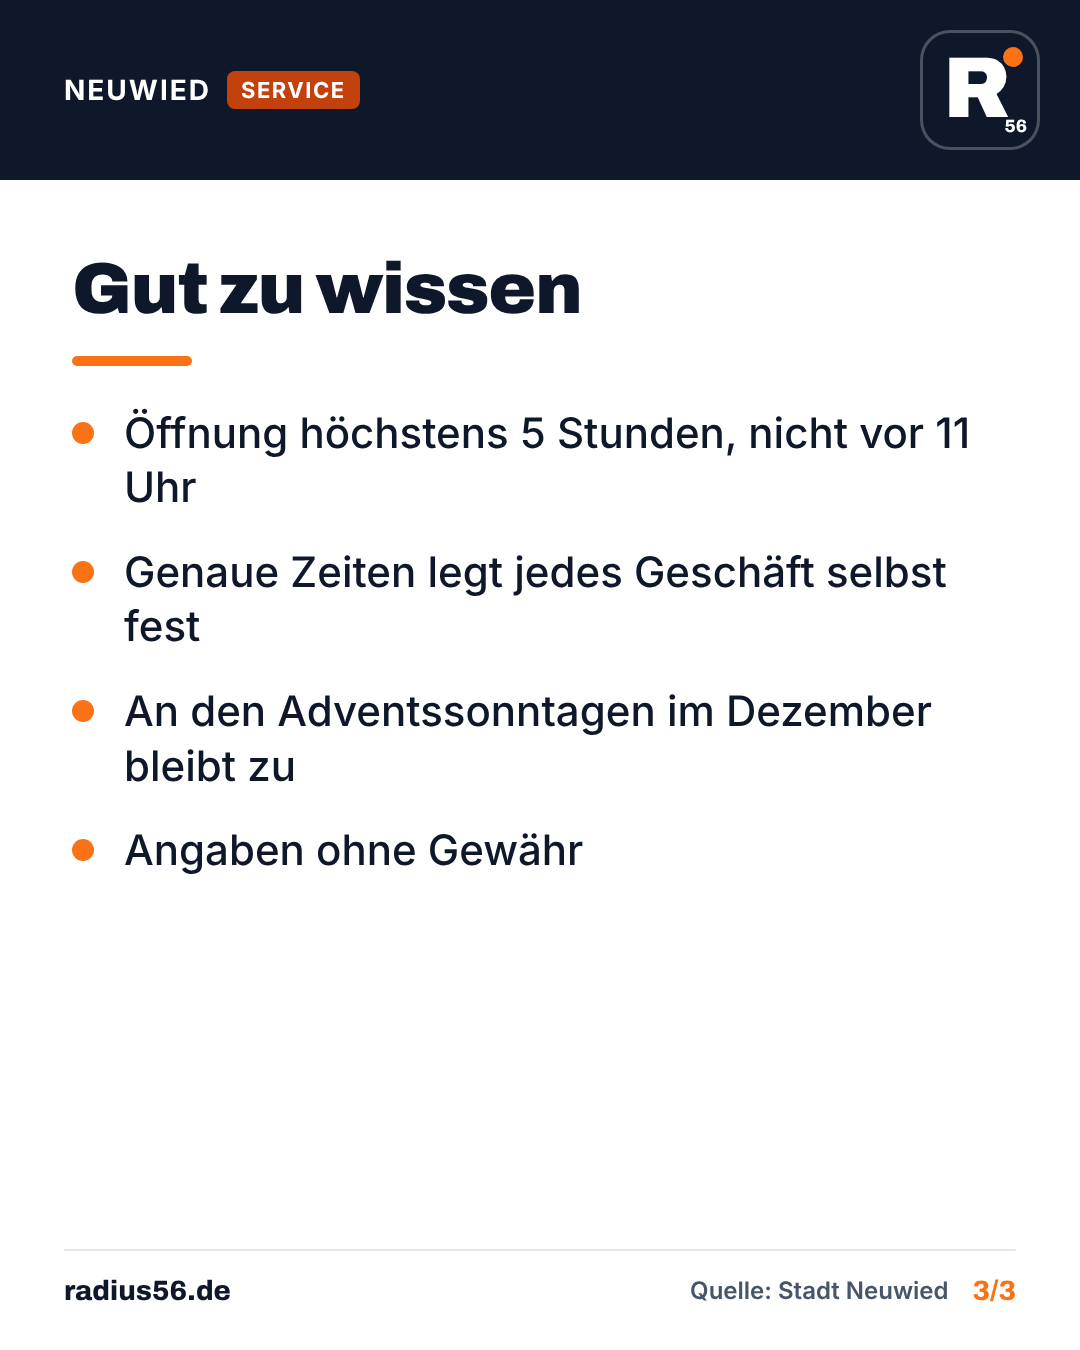 NEUWIED SERVICE
R
56
Gut zu wissen
Öffnung höchstens 5 Stunden, nicht vor 11
Uhr
Genaue Zeiten legt jedes Geschäft selbst
fest
An den Adventssonntagen im Dezember
bleibt zu
Angaben ohne Gewähr
radius56.de
Quelle: Stadt Neuwied 3/3